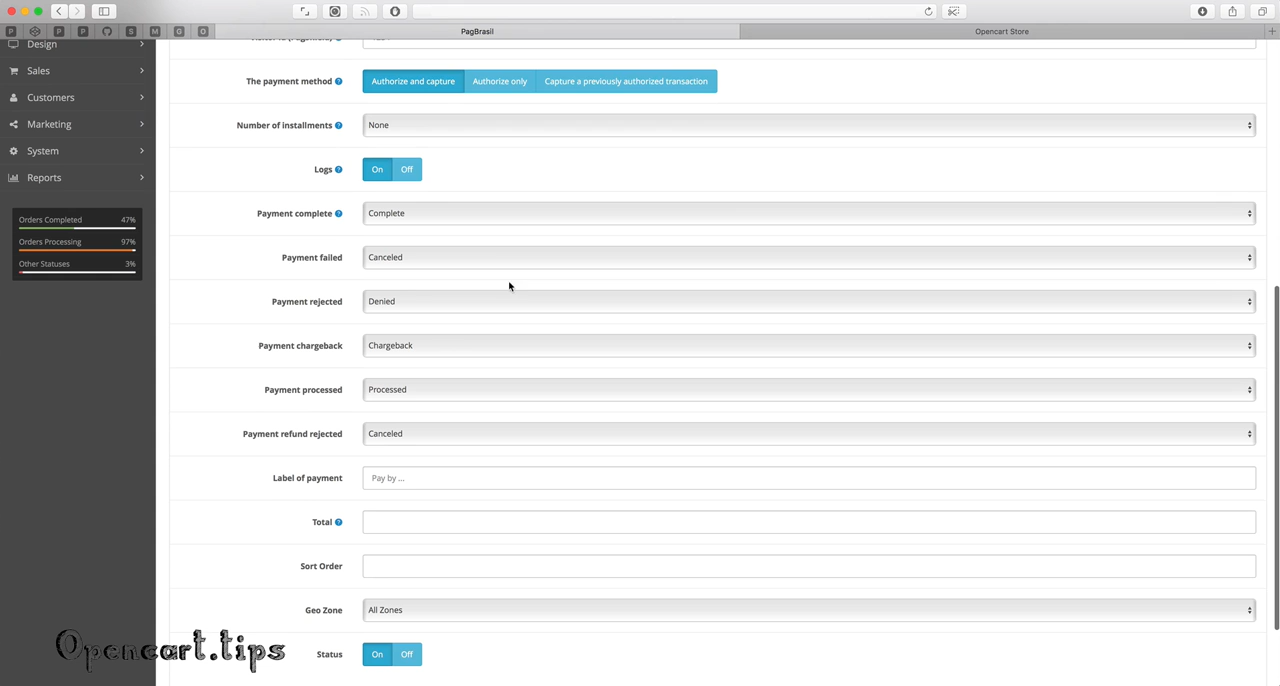 P
P
P
S
M
G
O
PagBrasil
Opencart Store
Design
Sales
Customers
Marketing
System
Reports
Orders Completed 47%
Orders Processing 97%
Other Statuses 3%
The payment method
Authorize and capture
Authorize only
Capture a previously authorized transaction
Number of installments
None
Logs
On
Off
Payment complete
Complete
Payment failed
Canceled
Payment rejected
Denied
Payment chargeback
Chargeback
Payment processed
Processed
Payment refund rejected
Canceled
Label of payment
Pay by ...
Total
Sort Order
Geo Zone
All Zones
Status
On
Off
Opencart.tips